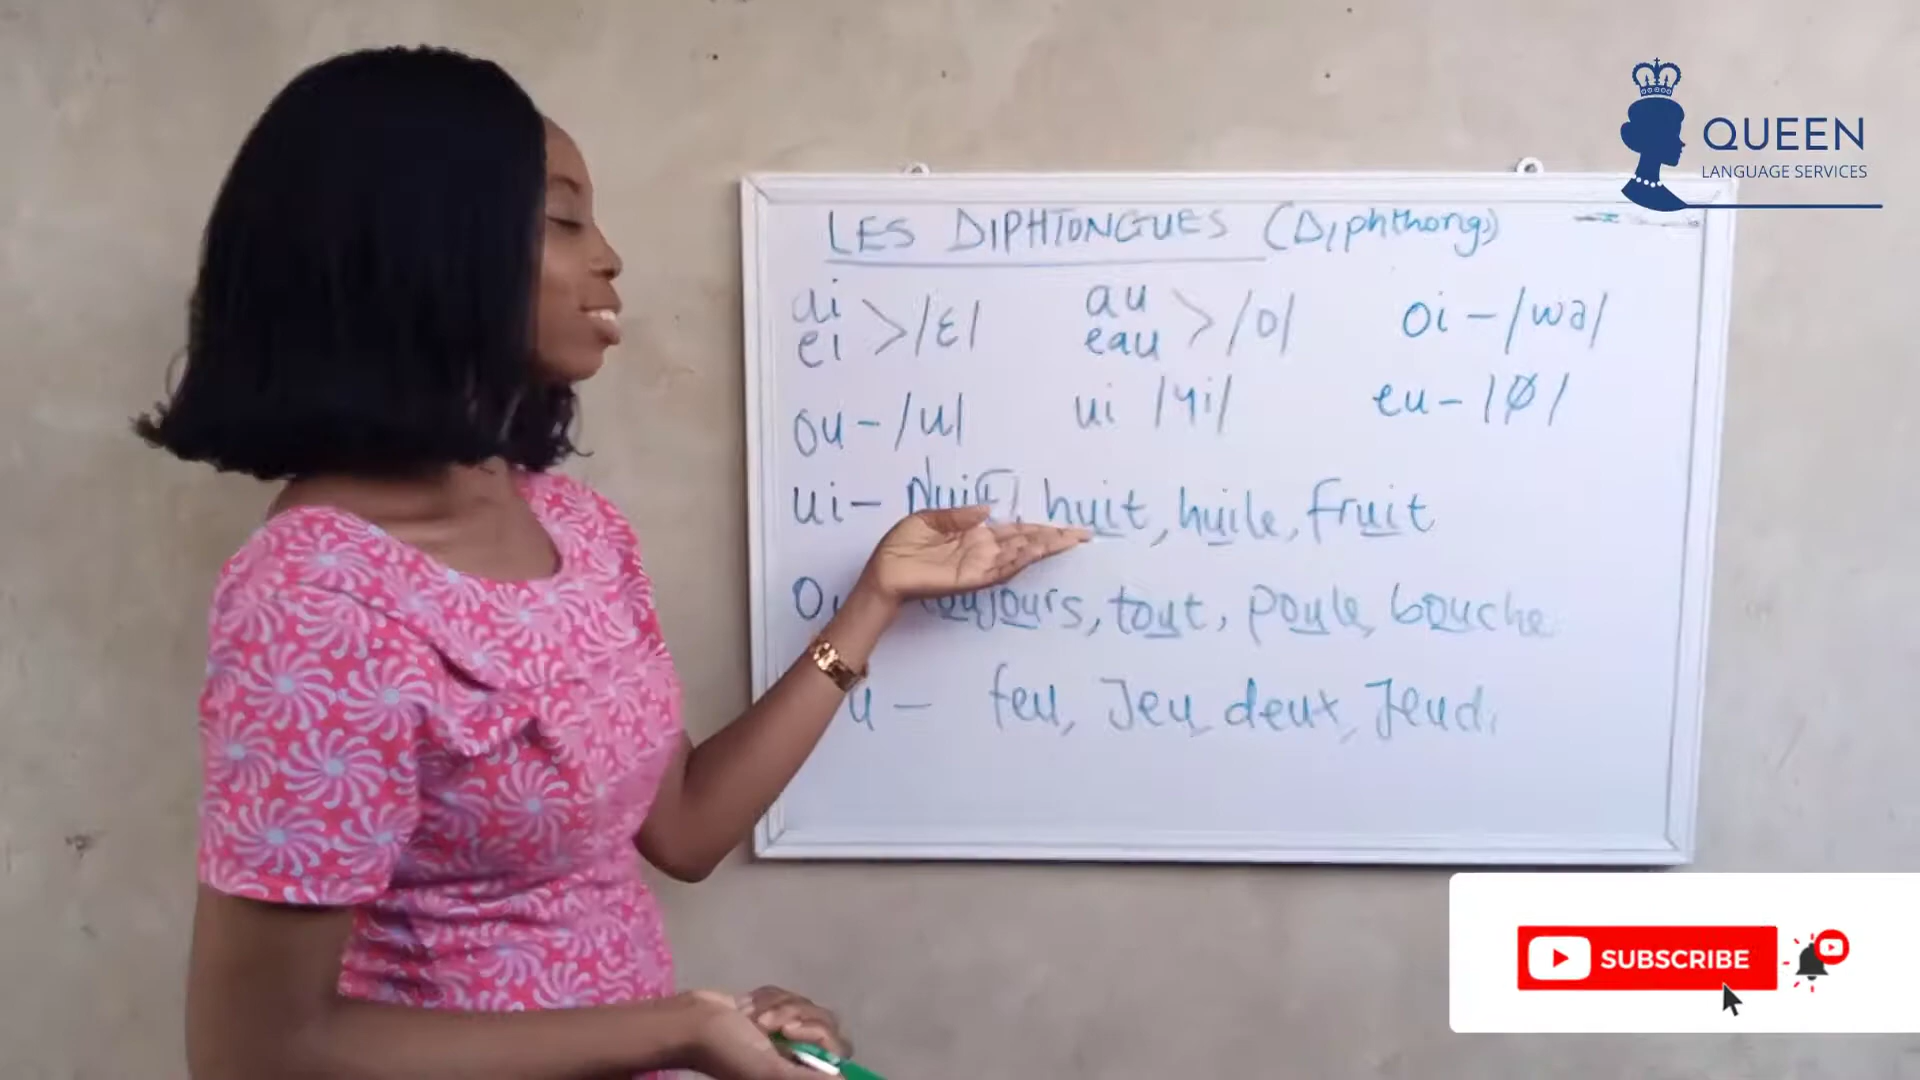 QUEEN
LANGUAGE SERVICES
LES DIPHTONGUES (Diphthongs)
ai
ei >/ɛ/
au
eau >/o/
oi - /wa/
ou - /u/
ui /ɥi/
eu - /ø/
ui - Nuit, huit, huile, fruit
toujours, tout, poule, bouche
u - feu, Jeu, deux, Jeudi
SUBSCRIBE